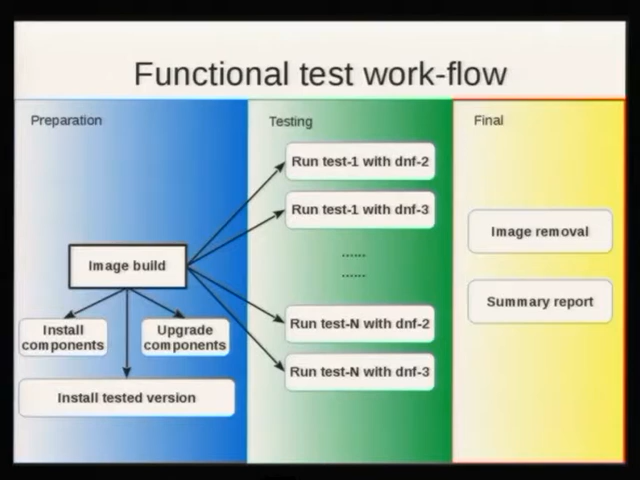 Functional test work-flow
Preparation
Image build
Install
components
Upgrade
components
Install tested version
Testing
Run test-1 with dnf-2
Run test-1 with dnf-3
......
......
Run test-N with dnf-2
Run test-N with dnf-3
Final
Image removal
Summary report